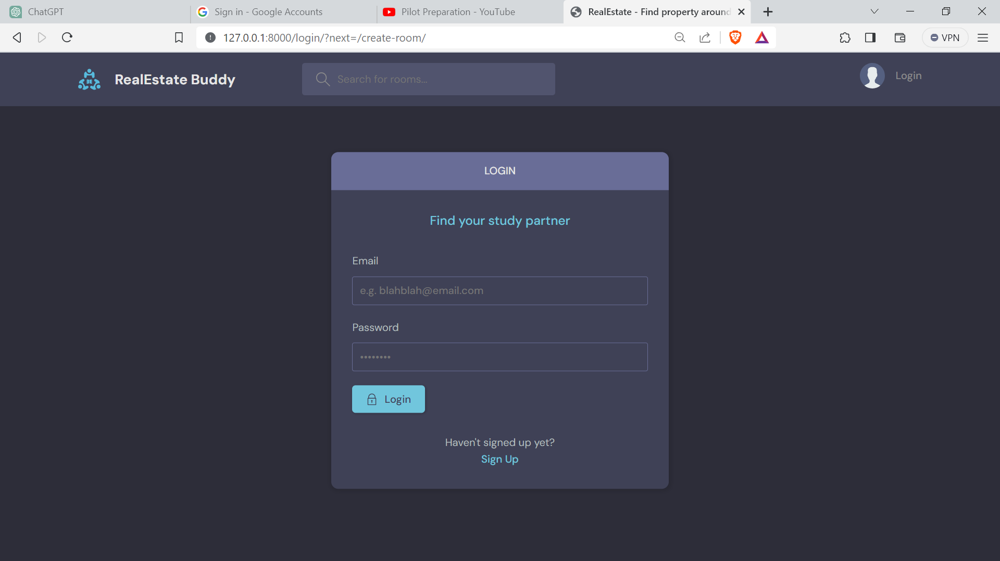 ChatGPT
Sign in - Google Accounts
Pilot Preparation - YouTube
RealEstate - Find property around
127.0.0.1:8000/login/?next=/create-room/
VPN
RealEstate Buddy
Search for rooms...
Login
LOGIN
Find your study partner
Email
e.g. blahblah@email.com
Password
••••••••
Login
Haven't signed up yet?
Sign Up